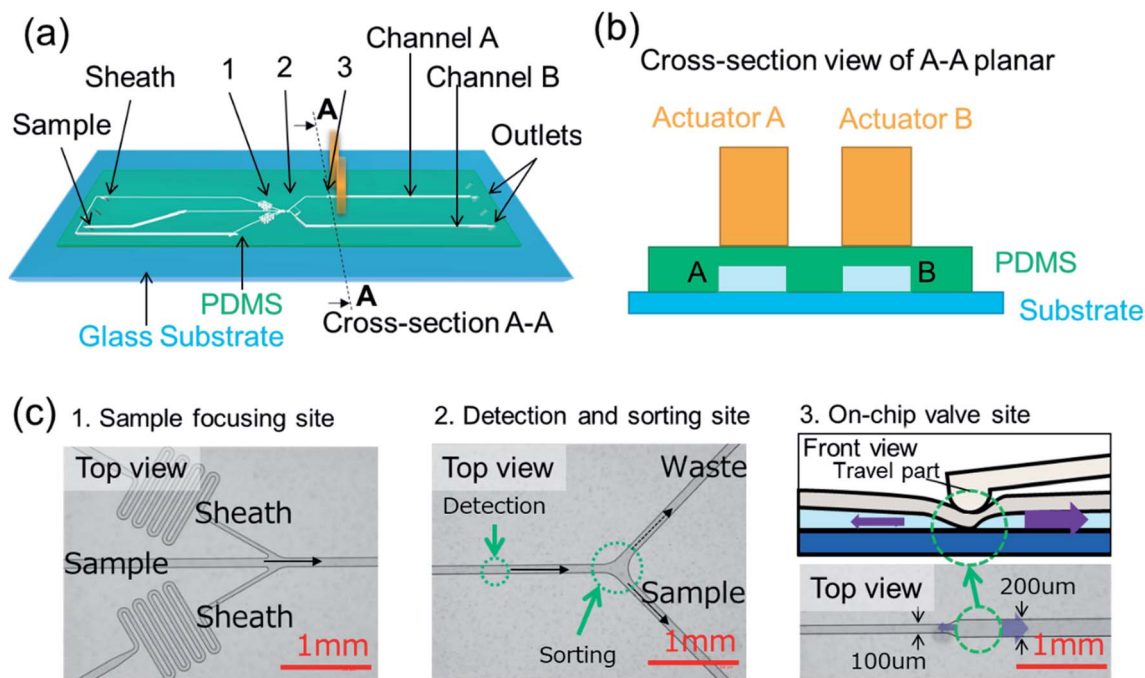 (a)
Sheath
1
2
3
Channel A
Channel B
A
Sample
Outlets
PDMS
A
Glass Substrate
Cross-section A-A
(b)
Cross-section view of A-A planar
Actuator A
Actuator B
A
B
PDMS
Substrate
(c)
1. Sample focusing site
Top view
Sheath
Sample
Sheath
1mm
2. Detection and sorting site
Top view
Waste
Detection
Sample
Sorting
1mm
3. On-chip valve site
Front view
Travel part
Top view
200um
100um
1mm